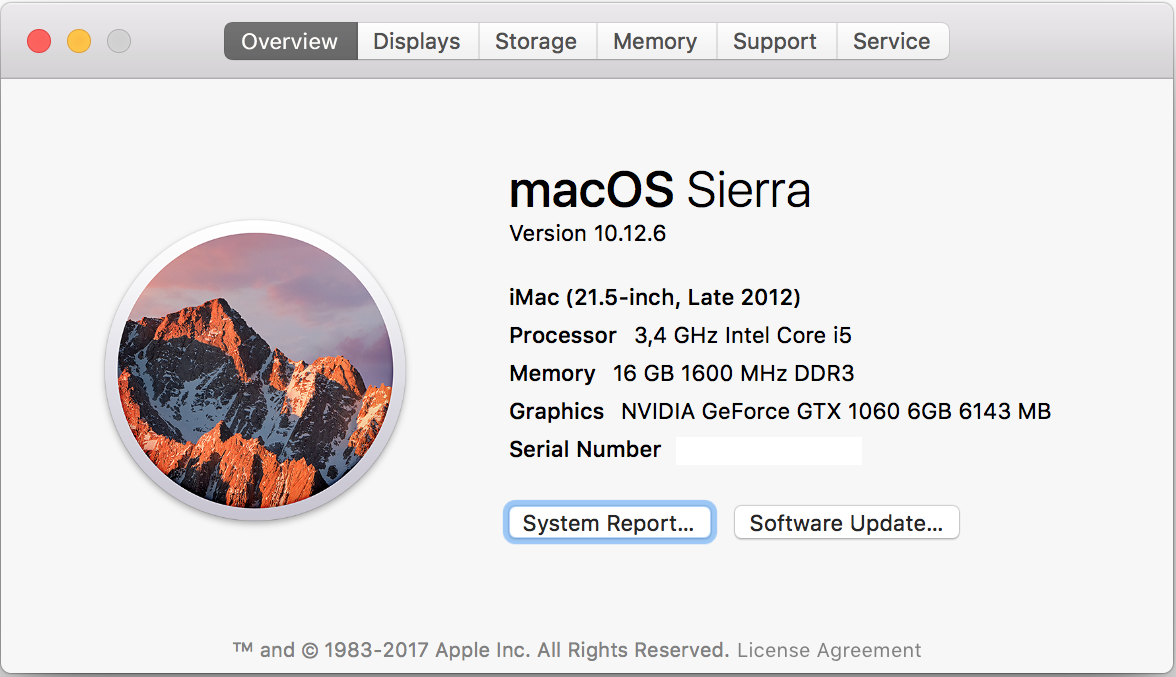 Overview Displays Storage Memory Support Service
macOS Sierra
Version 10.12.6
iMac (21.5-inch, Late 2012)
Processor 3,4 GHz Intel Core i5
Memory 16 GB 1600 MHz DDR3
Graphics NVIDIA GeForce GTX 1060 6GB 6143 MB
Serial Number
System Report... Software Update...
™ and © 1983-2017 Apple Inc. All Rights Reserved. License Agreement